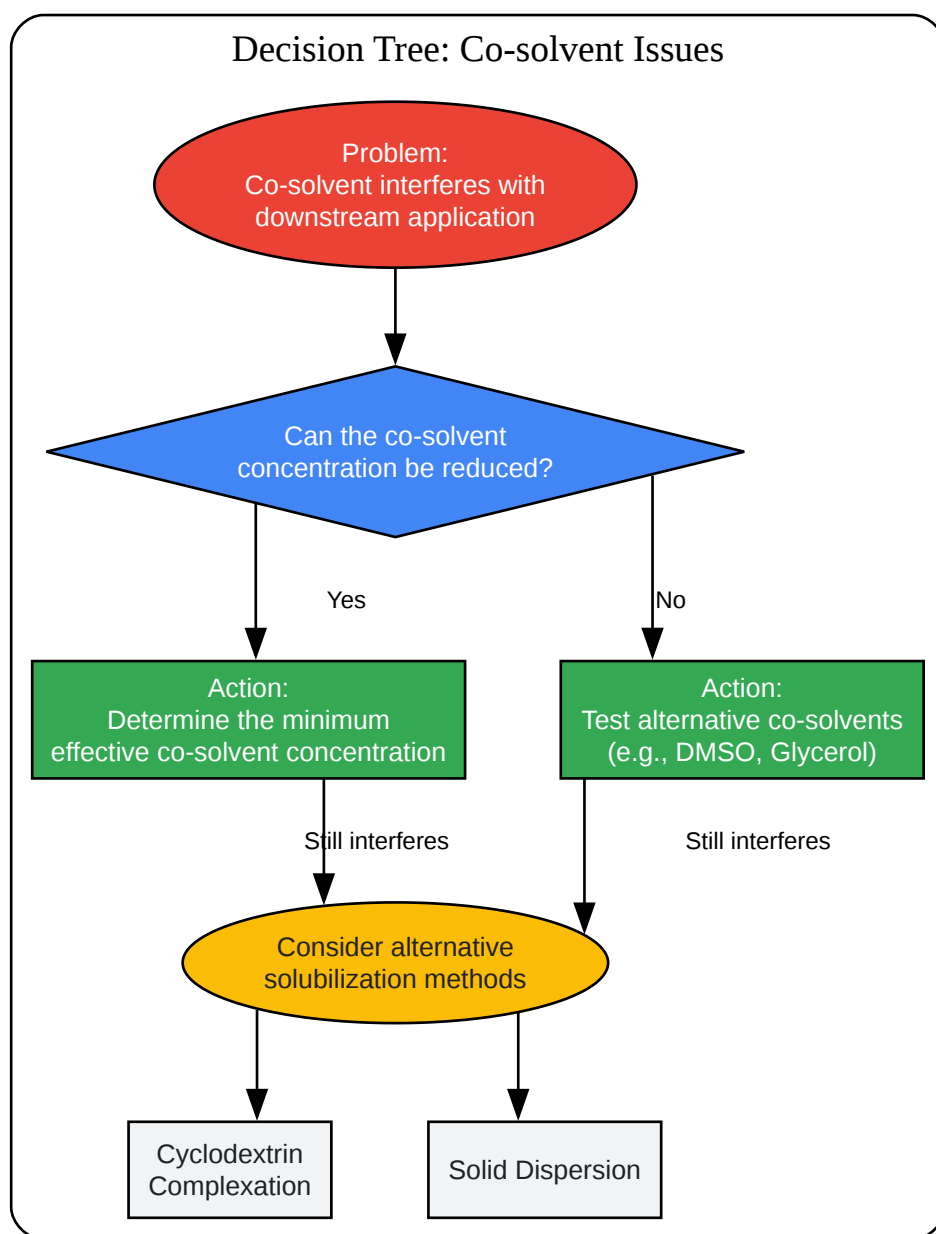 Decision Tree: Co-solvent Issues
Problem:
Co-solvent interferes with
downstream application
Can the co-solvent
concentration be reduced?
Yes
No
Action:
Determine the minimum
effective co-solvent concentration
Action:
Test alternative co-solvents
(e.g., DMSO, Glycerol)
Still interferes
Still interferes
Consider alternative
solubilization methods
Cyclodextrin
Complexation
Solid Dispersion